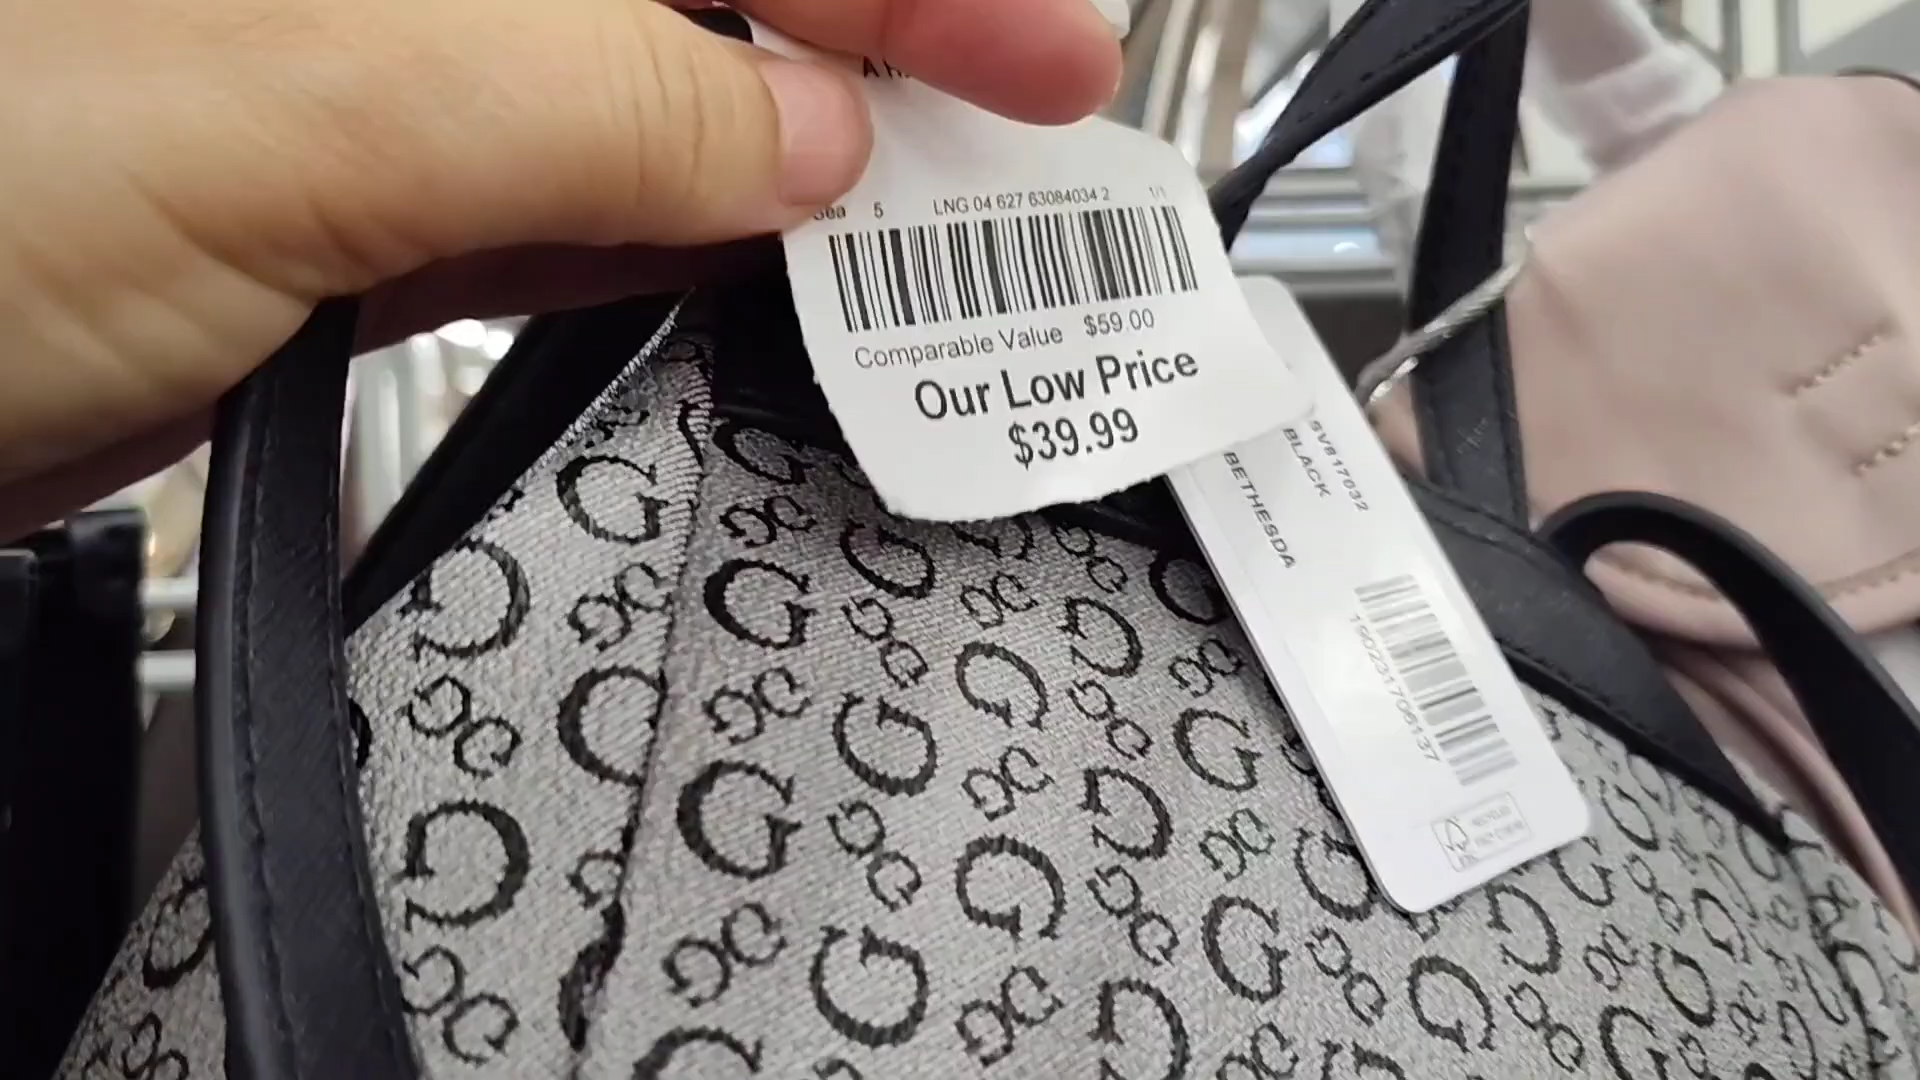 5 LNG 04 627 63084034 2 1/1
Comparable Value $59.00
Our Low Price
$39.99
SV817032
BLACK
BETHESDA